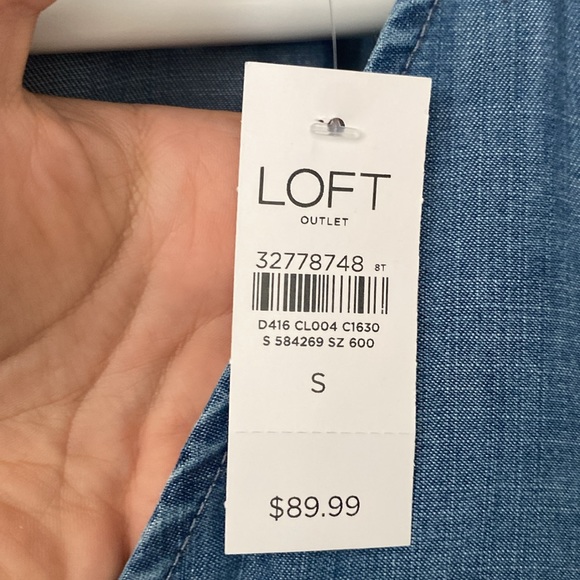 LOFT
OUTLET
32778748 8T
D416 CL004 C1630
S 584269 SZ 600
S
$89.99